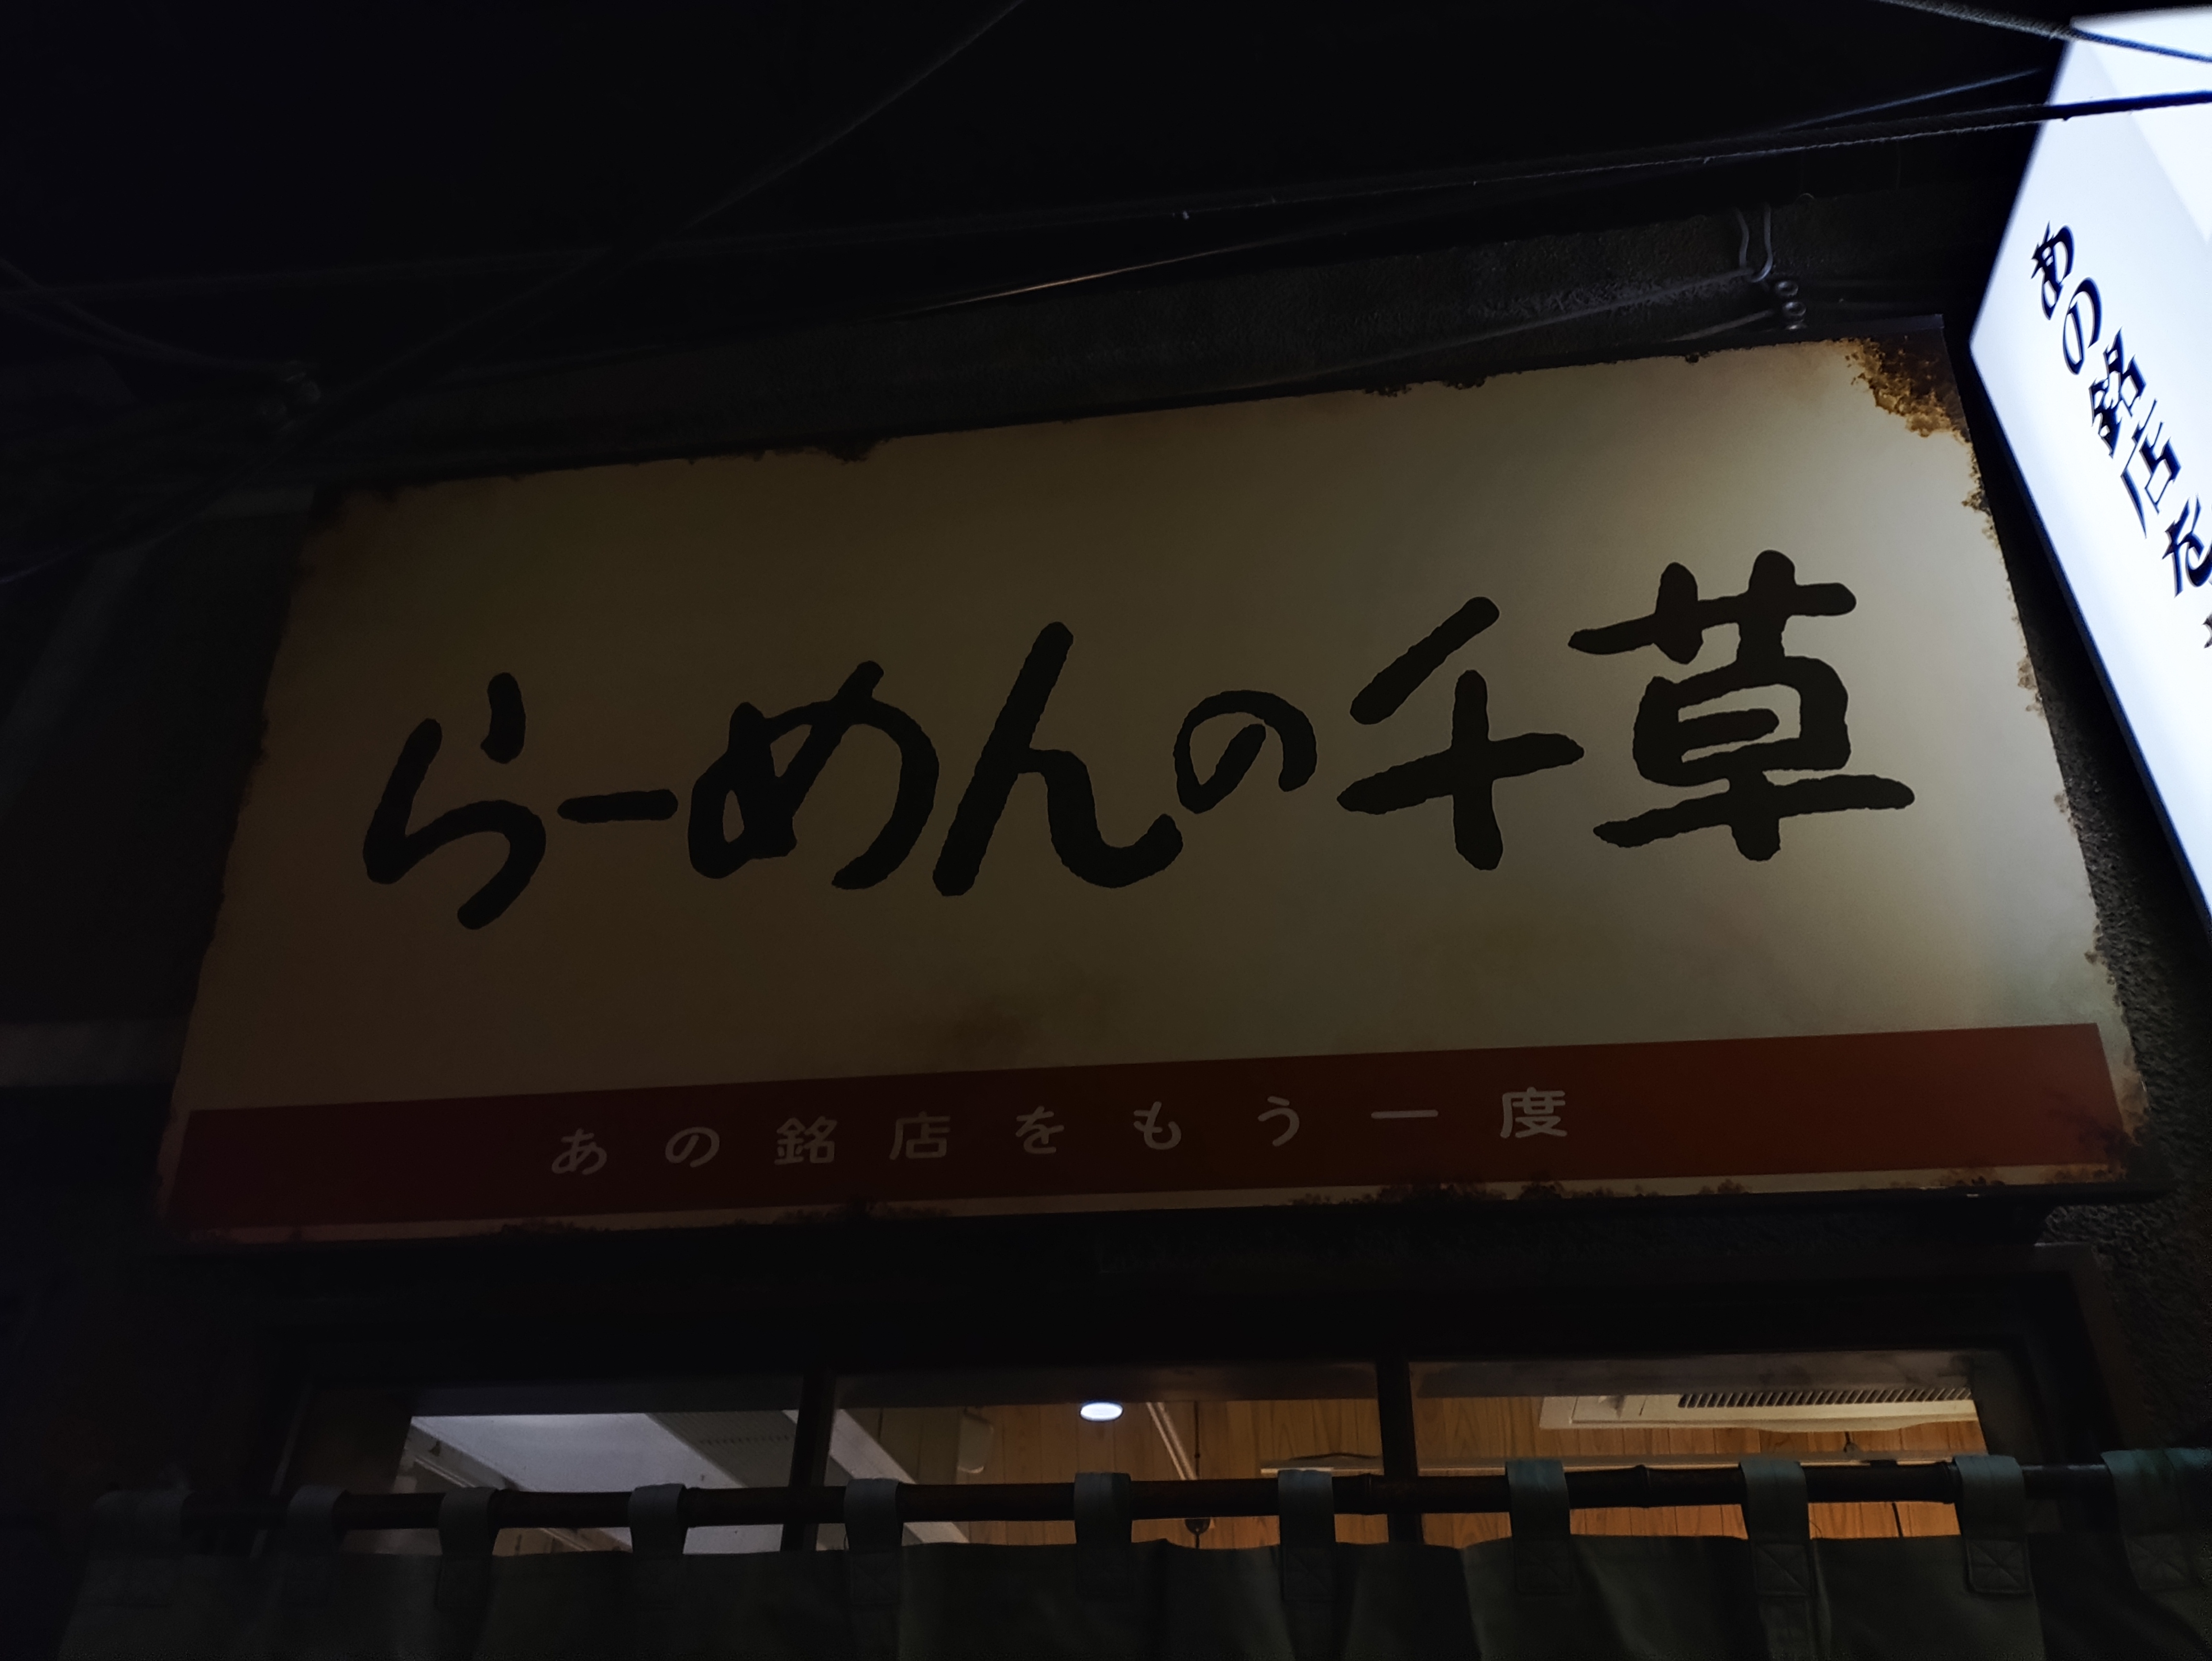 らーめんの千草
あの銘店をもう一度
あの銘店を